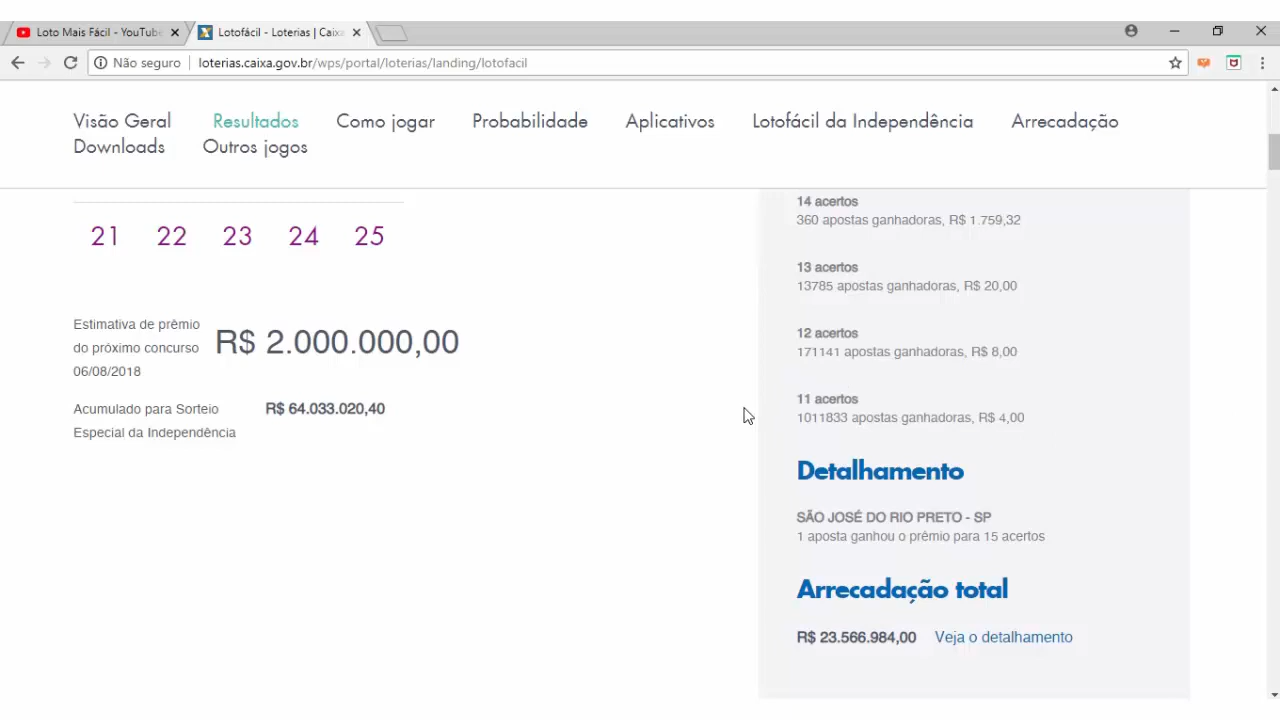 Loto Mais Fácil - YouTube
Lotofácil - Loterias | Caixa
Não seguro
loterias.caixa.gov.br/wps/portal/loterias/landing/lotofacil
Visão Geral Resultados Como jogar Probabilidade Aplicativos Lotofácil da Independência Arrecadação
Downloads Outros jogos
21 22 23 24 25
Estimativa de prêmio
do próximo concurso
06/08/2018
R$ 2.000.000,00
Acumulado para Sorteio
Especial da Independência
R$ 64.033.020,40
14 acertos
360 apostas ganhadoras, R$ 1.759,32
13 acertos
13785 apostas ganhadoras, R$ 20,00
12 acertos
171141 apostas ganhadoras, R$ 8,00
11 acertos
1011833 apostas ganhadoras, R$ 4,00
Detalhamento
SÃO JOSÉ DO RIO PRETO - SP
1 aposta ganhou o prêmio para 15 acertos
Arrecadação total
R$ 23.566.984,00 Veja o detalhamento